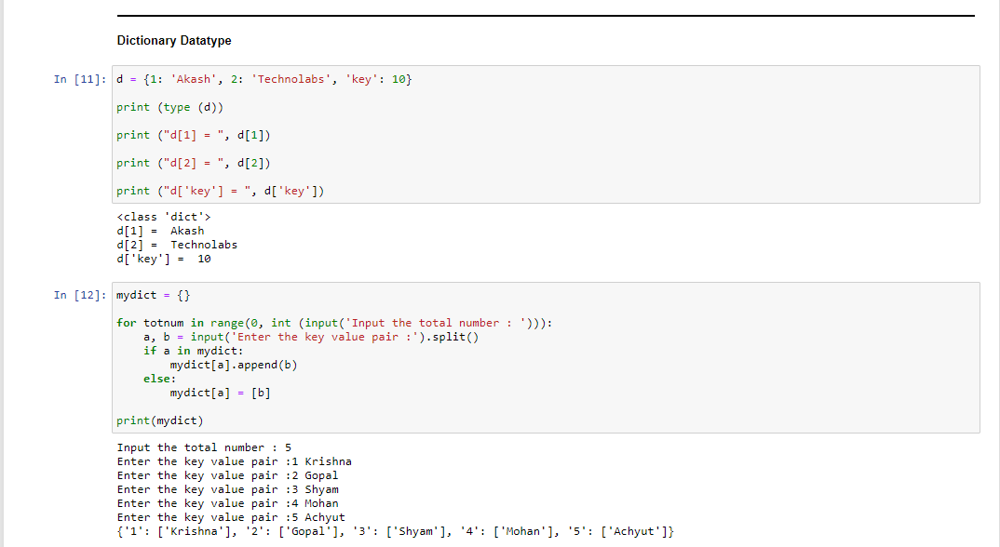 Dictionary Datatype
In [11]: d = {1: 'Akash', 2: 'Technolabs', 'key': 10}
print (type (d))
print ("d[1] = ", d[1])
print ("d[2] = ", d[2])
print ("d['key'] = ", d['key'])
<class 'dict'>
d[1] =  Akash
d[2] =  Technolabs
d['key'] =  10
In [12]: mydict = {}
for totnum in range(0, int (input('Input the total number : '))):
    a, b = input('Enter the key value pair :').split()
    if a in mydict:
        mydict[a].append(b)
    else:
        mydict[a] = [b]
print(mydict)
Input the total number : 5
Enter the key value pair :1 Krishna
Enter the key value pair :2 Gopal
Enter the key value pair :3 Shyam
Enter the key value pair :4 Mohan
Enter the key value pair :5 Achyut
{'1': ['Krishna'], '2': ['Gopal'], '3': ['Shyam'], '4': ['Mohan'], '5': ['Achyut']}